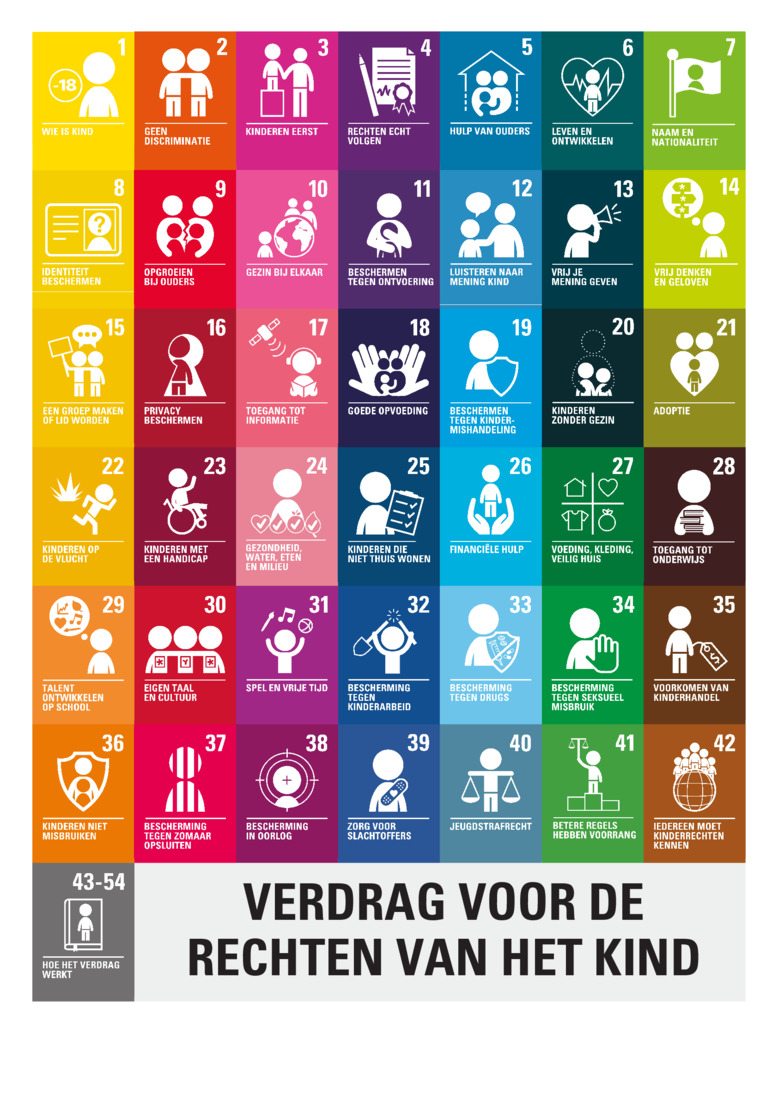 1
-18
WIE IS KIND
2
GEEN
DISCRIMINATIE
3
KINDEREN EERST
4
RECHTEN ECHT
VOLGEN
5
HULP VAN OUDERS
6
LEVEN EN
ONTWIKKELEN
7
NAAM EN
NATIONALITEIT
8
?
IDENTITEIT
BESCHERMEN
9
OPGROEIEN
BIJ OUDERS
10
GEZIN BIJ ELKAAR
11
BESCHERMEN
TEGEN ONTVOERING
12
LUISTEREN NAAR
MENING KIND
13
VRIJ JE
MENING GEVEN
14
VRIJ DENKEN
EN GELOVEN
15
EEN GROEP MAKEN
OF LID WORDEN
16
PRIVACY
BESCHERMEN
17
TOEGANG TOT
INFORMATIE
18
GOEDE OPVOEDING
19
BESCHERMEN
TEGEN KINDER-
MISHANDELING
20
KINDEREN
ZONDER GEZIN
21
ADOPTIE
22
KINDEREN OP
DE VLUCHT
23
KINDEREN MET
EEN HANDICAP
24
GEZONDHEID,
WATER, ETEN
EN MILIEU
25
KINDEREN DIE
NIET THUIS WONEN
26
FINANCIËLE HULP
27
VOEDING, KLEDING,
VEILIG HUIS
28
TOEGANG TOT
ONDERWIJS
29
TALENT
ONTWIKKELEN
OP SCHOOL
30
EIGEN TAAL
EN CULTUUR
31
SPEL EN VRIJE TIJD
32
BESCHERMING
TEGEN
KINDERARBEID
33
BESCHERMING
TEGEN DRUGS
34
BESCHERMING
TEGEN SEKSUEEL
MISBRUIK
35
$
VOORKOMEN VAN
KINDERHANDEL
36
KINDEREN NIET
MISBRUIKEN
37
BESCHERMING
TEGEN ZOMAAR
OPSLUITEN
38
BESCHERMING
IN OORLOG
39
ZORG VOOR
SLACHTOFFERS
40
JEUGDSTRAFRECHT
41
BETERE REGELS
HEBBEN VOORRANG
42
IEDEREEN MOET
KINDERRECHTEN
KENNEN
43-54
HOE HET VERDRAG
WERKT
VERDRAG VOOR DE
RECHTEN VAN HET KIND